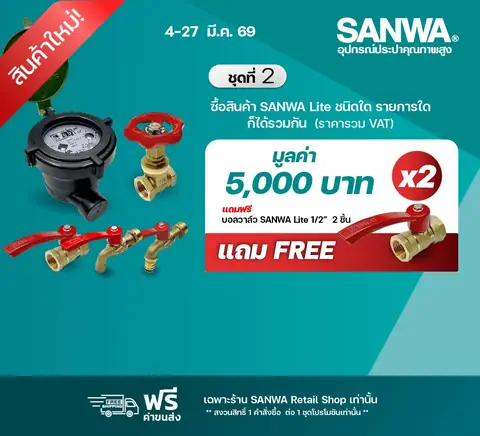 สินค้าใหม่!
4-27 มี.ค. 69
SANWA®
อุปกรณ์ประปาคุณภาพสูง
ชุดที่ 2
ซื้อสินค้า SANWA Lite ชนิดใด รายการใด
ก็ได้รวมกัน (ราคารวม VAT)
มูลค่า
5,000 บาท
x2
แถมฟรี
บอลวาล์ว SANWA Lite 1/2" 2 ชิ้น
แถม FREE
FREE
SHIPPING
ฟรี
ค่าขนส่ง
เฉพาะร้าน SANWA Retail Shop เท่านั้น
** สงวนสิทธิ์ 1 คำสั่งซื้อ ต่อ 1 ชุดโปรโมชันเท่านั้น **